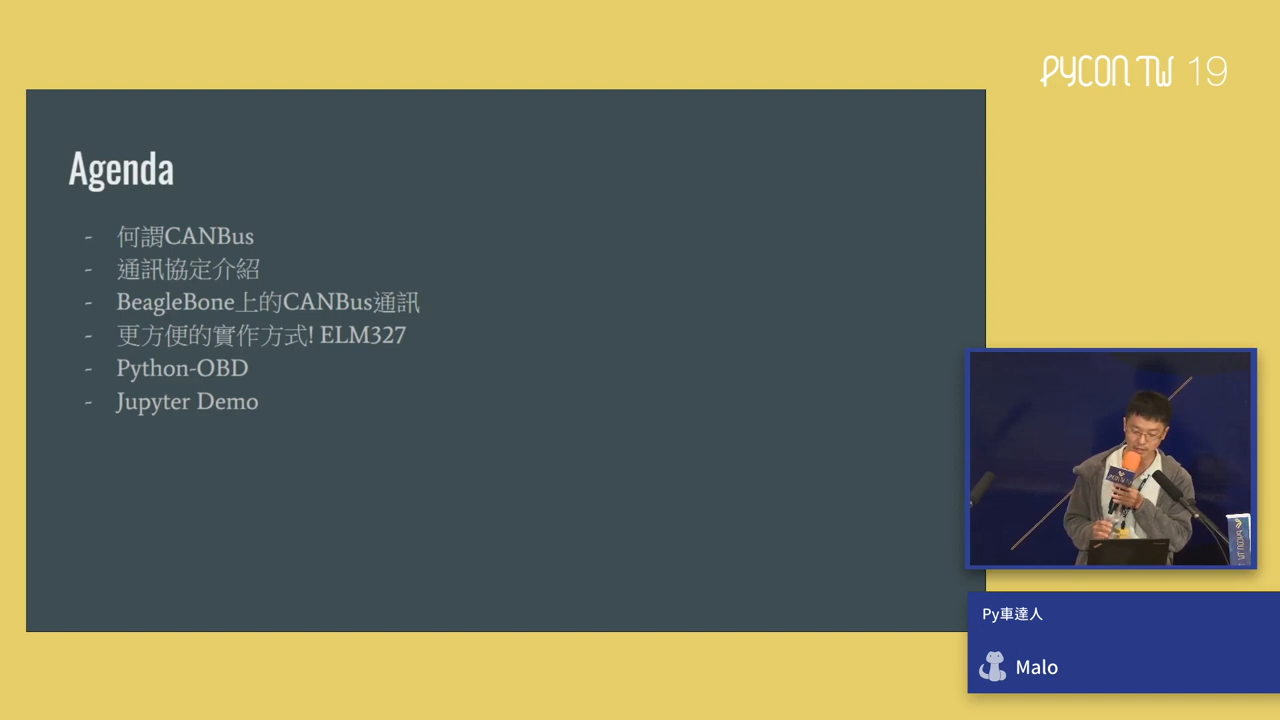 PYCON TW 19
Agenda
- 何謂CANBus
- 通訊協定介紹
- BeagleBone上的CANBus通訊
- 更方便的實作方式! ELM327
- Python-OBD
- Jupyter Demo
Py車達人
Malo